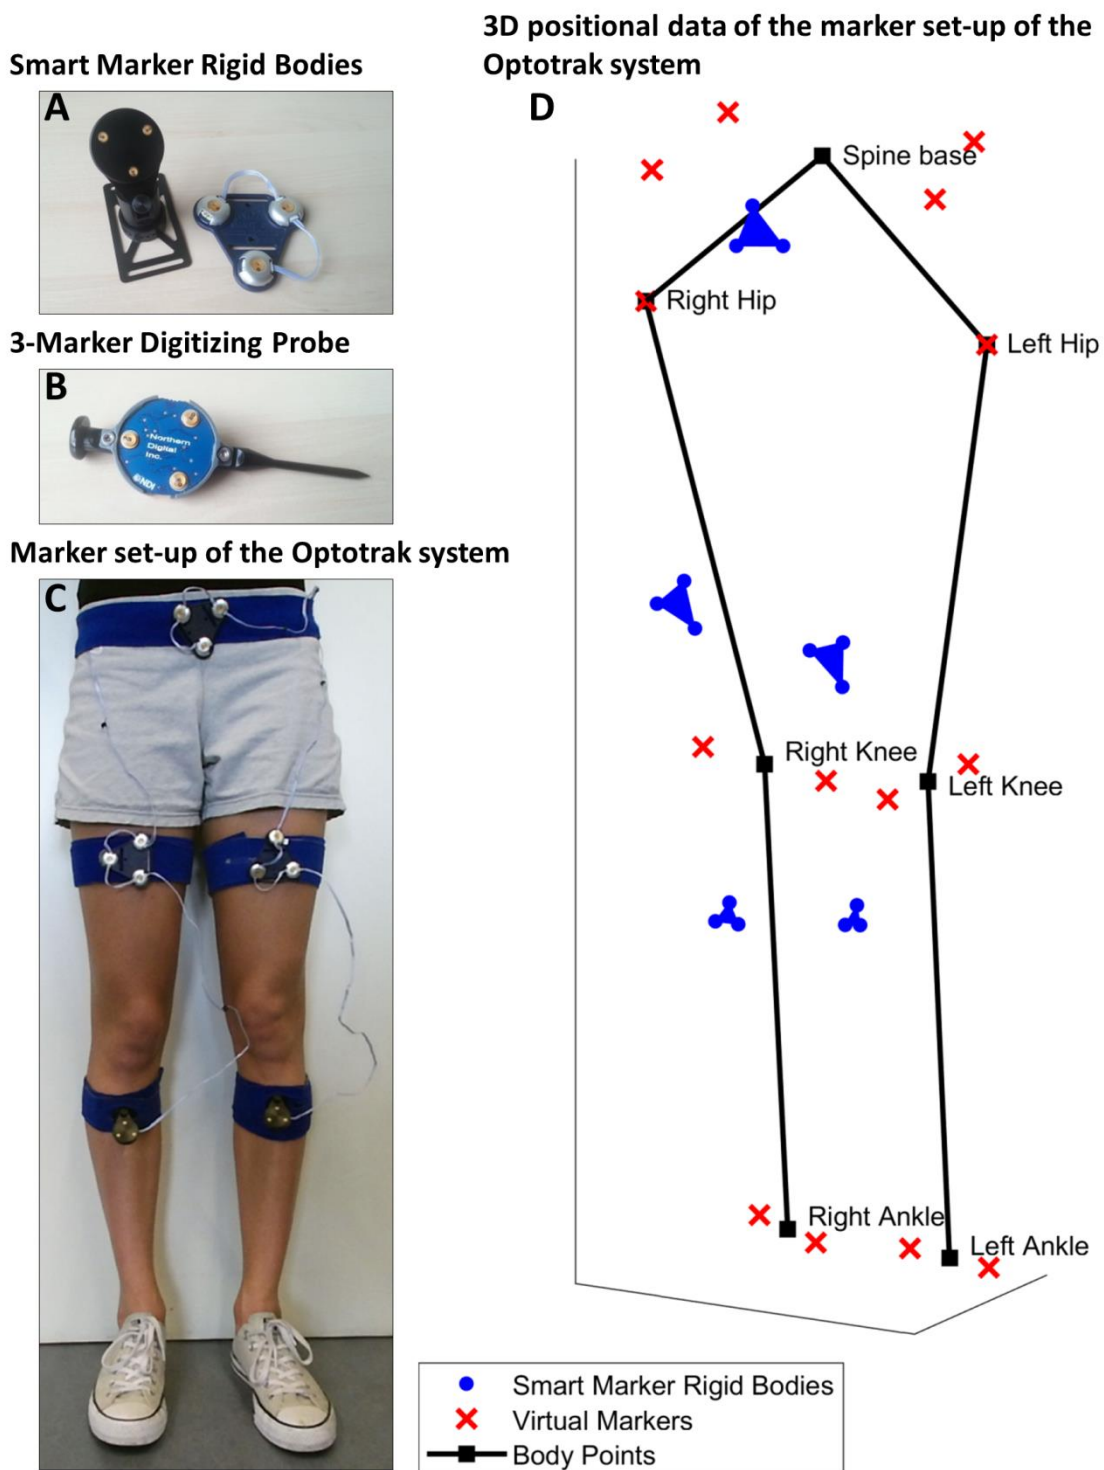 3D positional data of the marker set-up of the
Optotrak system
Smart Marker Rigid Bodies
A
D
Spine base
Right Hip
Left Hip
3-Marker Digitizing Probe
B
Northern
Digital
Inc.
NDI
Marker set-up of the Optotrak system
C
Right Knee
Left Knee
Right Ankle
Left Ankle
Smart Marker Rigid Bodies
Virtual Markers
Body Points